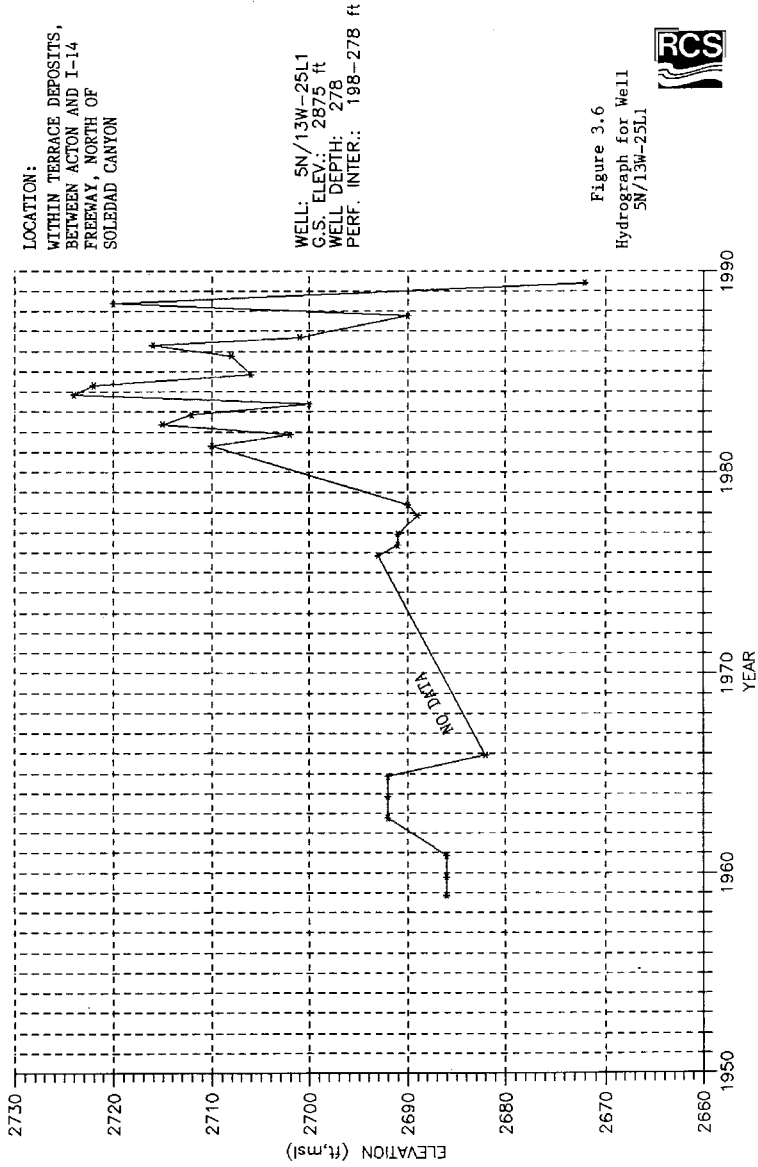 LOCATION:
WITHIN TERRACE DEPOSITS,
BETWEEN ACTON AND I-14
FREEWAY, NORTH OF
SOLEDAD CANYON
WELL: 5N/13W-25L1
G.S. ELEV.: 2875 ft
WELL DEPTH: 278
PERF. INTER.: 198-278 ft
Figure 3.6
Hydrograph for Well
5N/13W-25L1
RCS
ELEVATION (ft,msl)
2730
2720
2710
2700
2690
2680
2670
2660
NO DATA
1950
1960
1970
1980
1990
YEAR